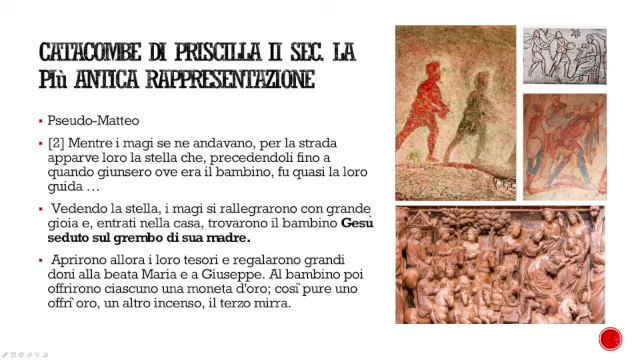 CATACOMBE DI PRISCILLA II SEC. LA
Più ANTICA RAPPRESENTAZIONE
▪ Pseudo-Matteo
▪ [2] Mentre i magi se ne andavano, per la strada
apparve loro la stella che, precedendoli fino a
quando giunsero ove era il bambino, fu quasi la loro
guida …
▪ Vedendo la stella, i magi si rallegrarono con grande
gioia e, entrati nella casa, trovarono il bambino Gesù
seduto sul grembo di sua madre.
▪ Aprirono allora i loro tesori e regalarono grandi
doni alla beata Maria e a Giuseppe. Al bambino poi
offrirono ciascuno una moneta d'oro; così pure uno
offrì oro, un altro incenso, il terzo mirra.